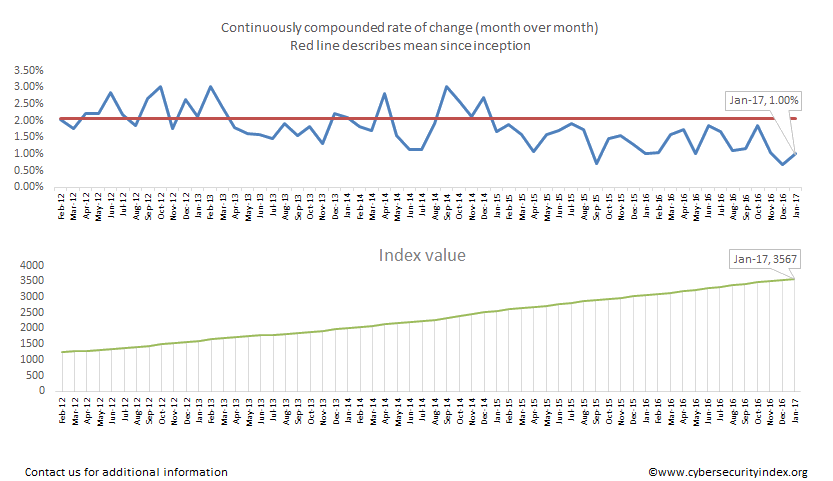 Continuously compounded rate of change (month over month)
Red line describes mean since inception
3.50%
3.00%
2.50%
2.00%
1.50%
1.00%
0.50%
0.00%
Jan-17, 1.00%
Feb-12 Mar-12 Apr-12 May-12 Jun-12 Jul-12 Aug-12 Sep-12 Oct-12 Nov-12 Dec-12 Jan-13 Feb-13 Mar-13 Apr-13 May-13 Jun-13 Jul-13 Aug-13 Sep-13 Oct-13 Nov-13 Dec-13 Jan-14 Feb-14 Mar-14 Apr-14 May-14 Jun-14 Jul-14 Aug-14 Sep-14 Oct-14 Nov-14 Dec-14 Jan-15 Feb-15 Mar-15 Apr-15 May-15 Jun-15 Jul-15 Aug-15 Sep-15 Oct-15 Nov-15 Dec-15 Jan-16 Feb-16 Mar-16 Apr-16 May-16 Jun-16 Jul-16 Aug-16 Sep-16 Oct-16 Nov-16 Dec-16 Jan-17
Index value
Jan-17, 3567
4000
3500
3000
2500
2000
1500
1000
500
0
Feb-12 Mar-12 Apr-12 May-12 Jun-12 Jul-12 Aug-12 Sep-12 Oct-12 Nov-12 Dec-12 Jan-13 Feb-13 Mar-13 Apr-13 May-13 Jun-13 Jul-13 Aug-13 Sep-13 Oct-13 Nov-13 Dec-13 Jan-14 Feb-14 Mar-14 Apr-14 May-14 Jun-14 Jul-14 Aug-14 Sep-14 Oct-14 Nov-14 Dec-14 Jan-15 Feb-15 Mar-15 Apr-15 May-15 Jun-15 Jul-15 Aug-15 Sep-15 Oct-15 Nov-15 Dec-15 Jan-16 Feb-16 Mar-16 Apr-16 May-16 Jun-16 Jul-16 Aug-16 Sep-16 Oct-16 Nov-16 Dec-16 Jan-17
Contact us for additional information
©www.cybersecurityindex.org